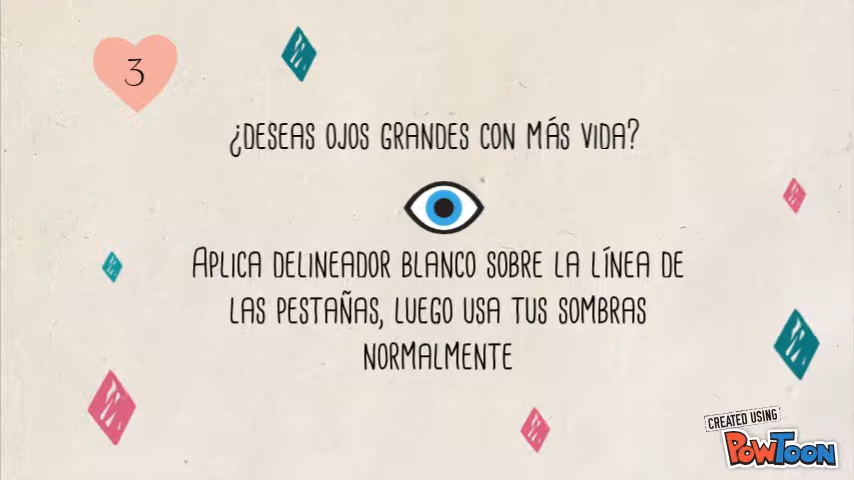 3
¿DESEAS OJOS GRANDES CON MÁS VIDA?
APLICA DELINEADOR BLANCO SOBRE LA LÍNEA DE
LAS PESTAÑAS, LUEGO USA TUS SOMBRAS
NORMALMENTE
CREATED USING
POWTOON